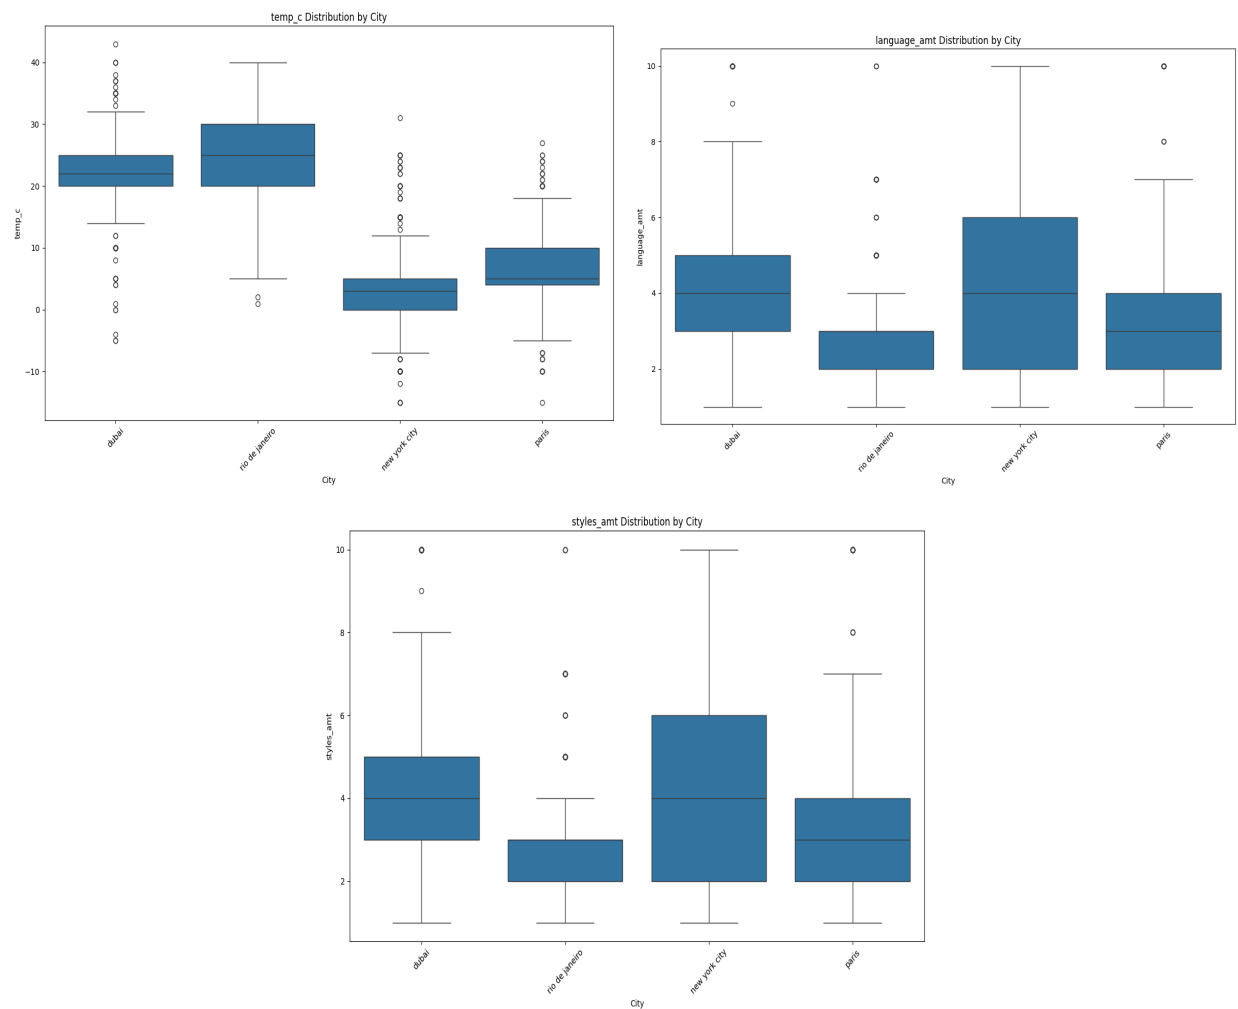 temp_c Distribution by City
temp_c
40
30
20
10
0
−10
dubai
rio de janeiro
new york city
paris
City
language_amt Distribution by City
language_amt
10
8
6
4
2
dubai
rio de janeiro
new york city
paris
City
styles_amt Distribution by City
styles_amt
10
8
6
4
2
dubai
rio de janeiro
new york city
paris
City